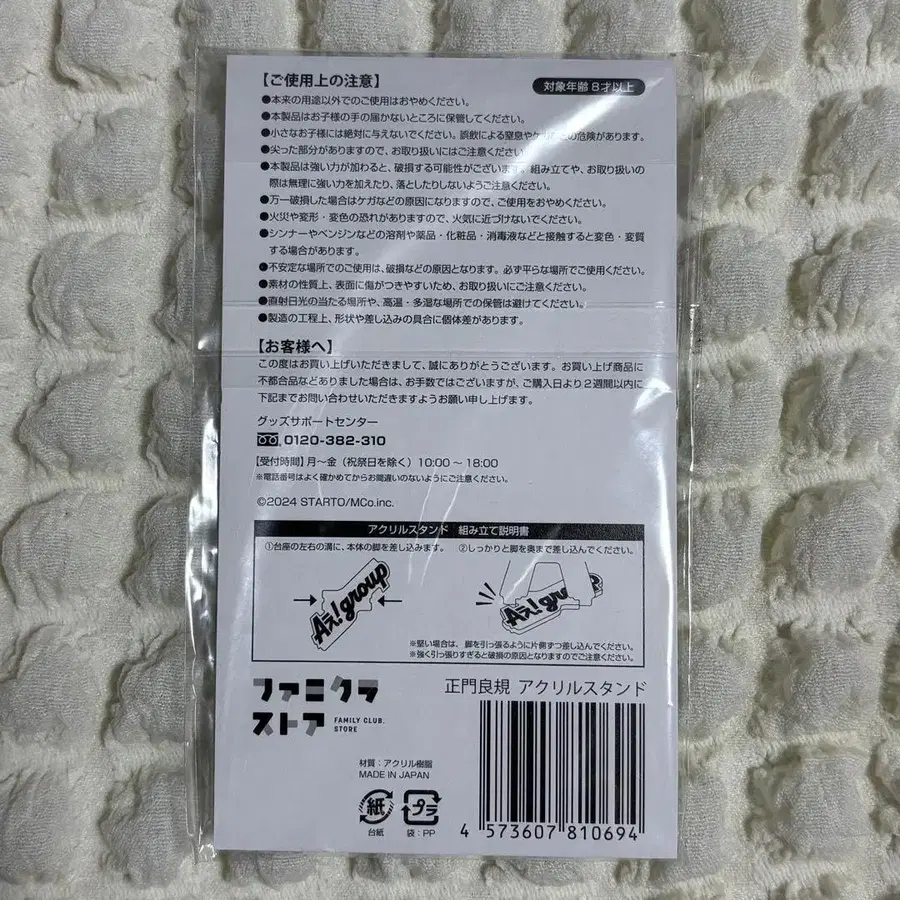 【ご使用上の注意】
対象年齢 8才以上
●本来の用途以外でのご使用はおやめください。
●本製品はお子様の手の届かないところに保管してください。
●小さなお子様には絶対に与えないでください。誤飲による窒息やケガなどの危険があります。
●尖った部分がありますので、お取り扱いにはご注意ください。
●本製品は強い力が加わると、破損する可能性がございます。組み立てや、お取り扱いの
際は無理に強い力を加えたり、落としたりしないようご注意ください。
●万一破損した場合はケガなどの原因になりますので、ご使用をおやめください。
●火災や変形・変色の恐れがありますので、火気に近づけないでください。
●シンナーやベンジンなどの溶剤や薬品・化粧品・消毒液などと接触すると変色・変質
する場合があります。
●不安定な場所でのご使用は、破損などの原因となります。必ず平らな場所でご使用ください。
●素材の性質上、表面に傷がつきやすいため、お取り扱いにご注意ください。
●直射日光の当たる場所や、高温・多湿な場所での保管は避けてください。
●製造の工程上、形状や差し込みの具合に個体差があります。
【お客様へ】
この度はお買い上げいただきまして、誠にありがとうございます。お買い上げ商品に
不都合品などありました場合は、お手数ではございますが、ご購入日より2週間以内に
下記までお問い合わせいただきますようお願い申し上げます。
グッズサポートセンター
0120-382-310
【受付時間】月～金（祝祭日を除く）10:00～18:00
※電話番号はよく確かめてからお間違いのないようにご注意ください。
©2024 STARTO/MCo.inc.
アクリルスタンド 組み立て説明書
①台座の左右の溝に、本体の脚を差し込みます。
②しっかりと脚を奥まで差し込んでください。
Aぇ! group
Aぇ! gru
※堅い場合は、脚を引っ張るように片側ずつ差し込んでください。
※強く引っ張りすぎると破損の原因となりますのでご注意ください。
ファミクラ
ストア
FAMILY CLUB.
STORE
正門良規 アクリルスタンド
材質：アクリル樹脂
MADE IN JAPAN
紙
台紙
プラ
袋：PP
4 573607 810694